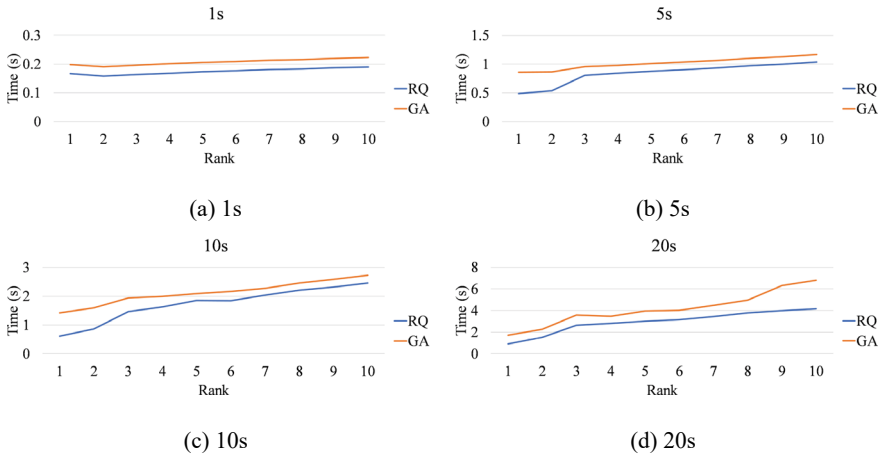 1s
0.3
0.2
0.1
0
Time (s)
1 2 3 4 5 6 7 8 9 10
Rank
RQ
GA
(a) 1s
5s
1.5
1
0.5
0
Time (s)
1 2 3 4 5 6 7 8 9 10
Rank
RQ
GA
(b) 5s
10s
3
2
1
0
Time (s)
1 2 3 4 5 6 7 8 9 10
Rank
RQ
GA
(c) 10s
20s
8
6
4
2
0
Time (s)
1 2 3 4 5 6 7 8 9 10
Rank
RQ
GA
(d) 20s